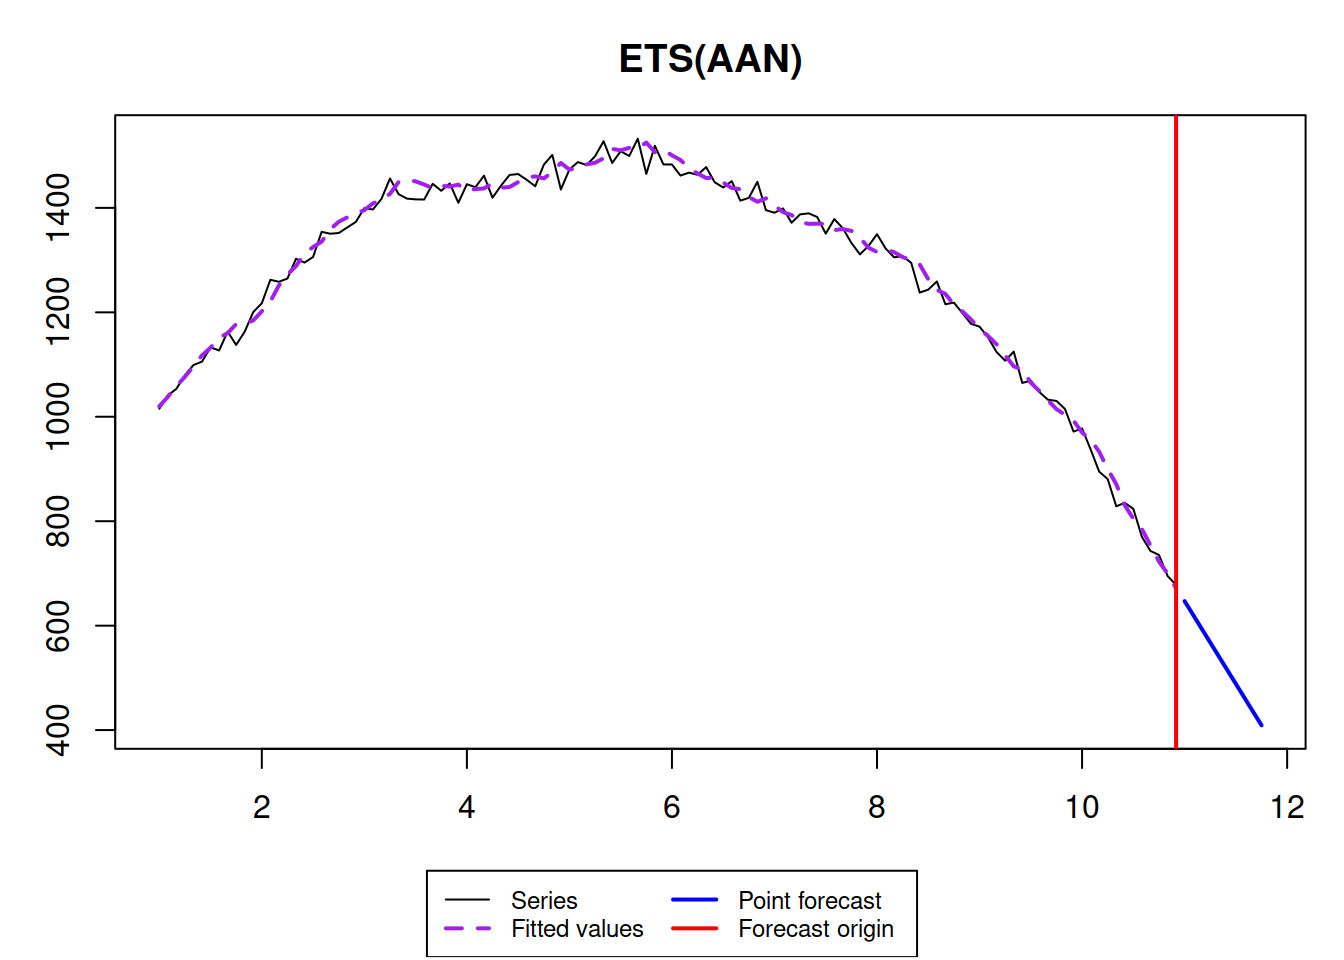 ETS(AAN)
1400
1200
1000
800
600
400
2 4 6 8 10 12
Series
Fitted values
Point forecast
Forecast origin